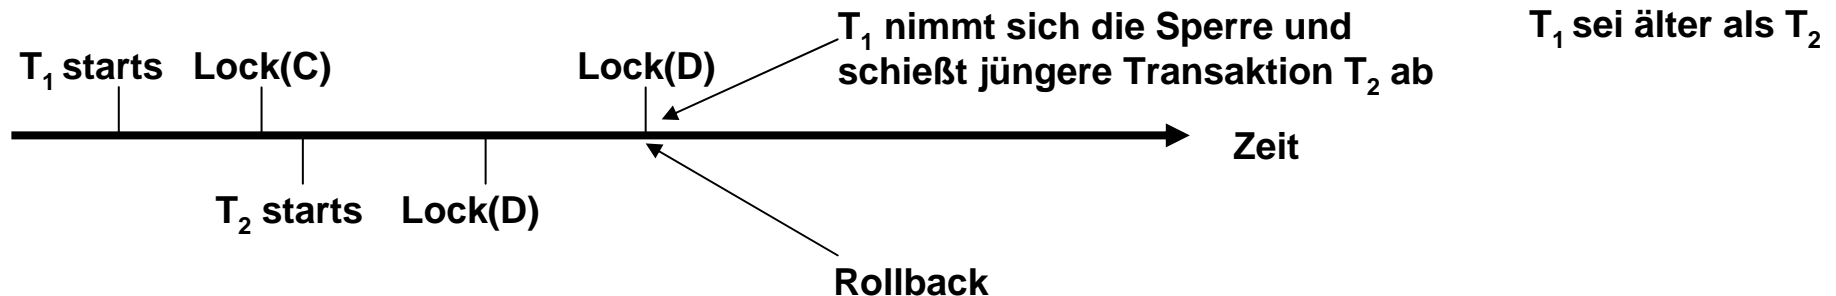 T₁ nimmt sich die Sperre und
schießt jüngere Transaktion T₂ ab
T₁ sei älter als T₂
T₁ starts
Lock(C)
Lock(D)
Zeit
T₂ starts
Lock(D)
Rollback